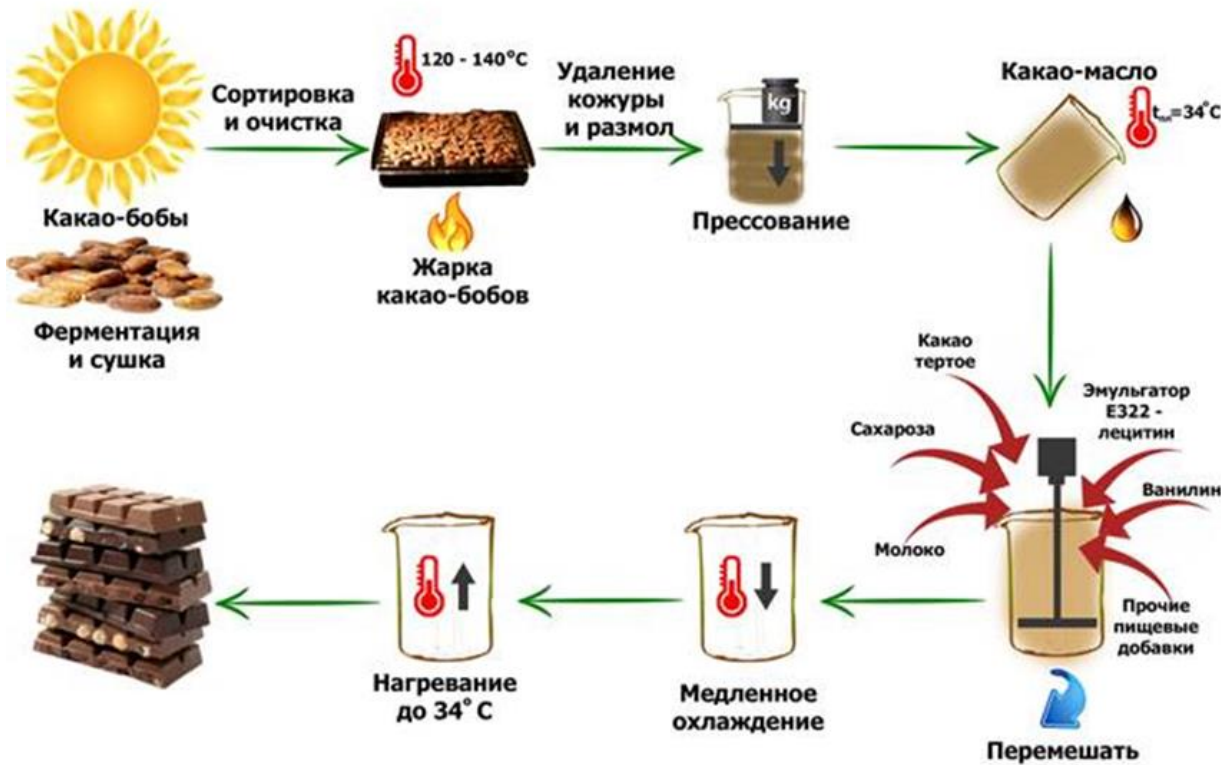 Какао-бобы
Ферментация
и сушка
Сортировка
и очистка
120 - 140°C
Жарка
какао-бобов
Удаление
кожуры
и размол
kg
Прессование
Какао-масло
=34°C
Какао
тертое
Сахароза
Молоко
Эмульгатор
Е322 -
лецитин
Ванилин
Прочие
пищевые
добавки
Перемешать
Медленное
охлаждение
Нагревание
до 34° C